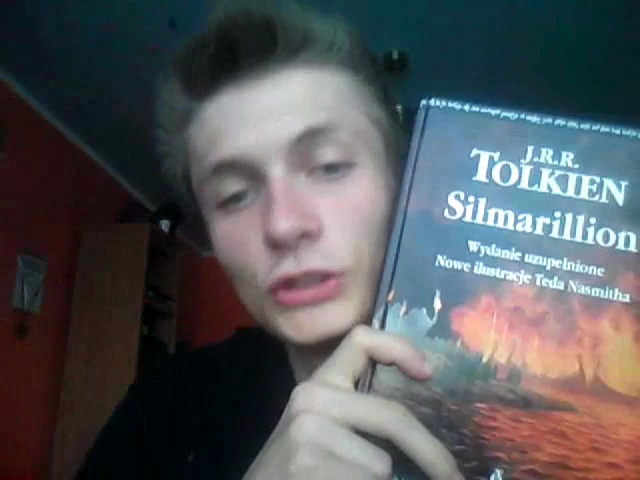 J.R.R.
TOLKIEN
Silmarillion
Wydanie uzupełnione
Nowe ilustracje Teda Nasmitha